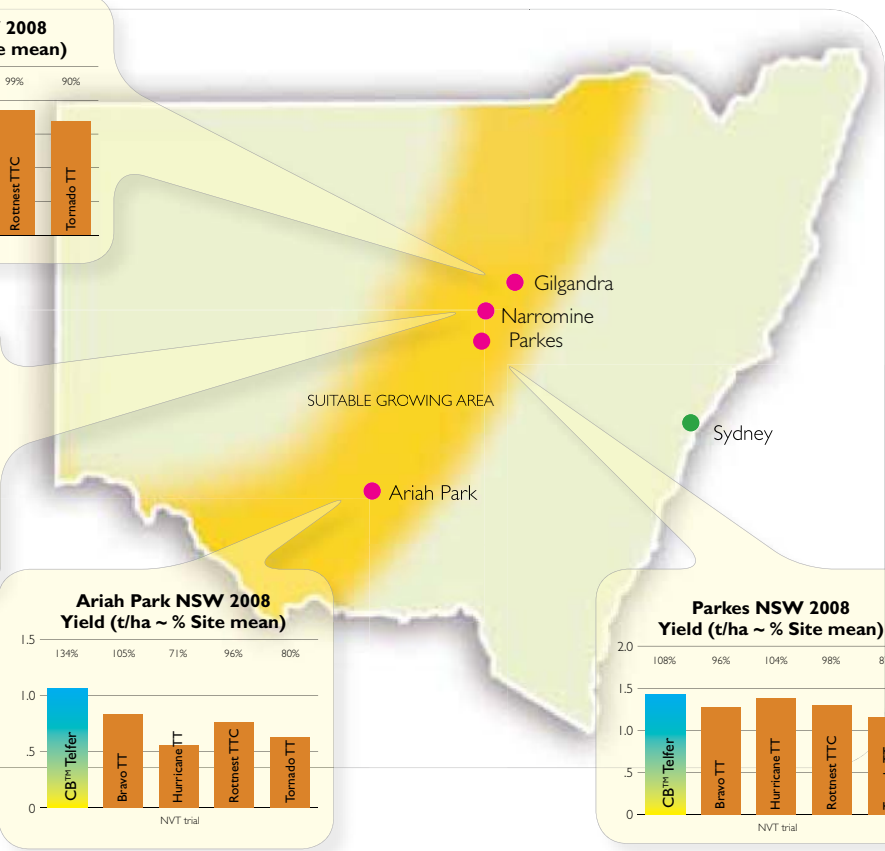 2008
mean)
99% 90%
Rottnest TTC
Tornado TT
Gilgandra
Narromine
Parkes
SUITABLE GROWING AREA
Sydney
Ariah Park
Ariah Park NSW 2008
Yield (t/ha ~ % Site mean)
1.5
134% 105% 71% 96% 80%
1.0
.5
0
CB™ Telfer
Bravo TT
Hurricane TT
Rottnest TTC
Tornado TT
NVT trial
Parkes NSW 2008
Yield (t/ha ~ % Site mean)
2.0
108% 96% 104% 98%
1.5
1.0
.5
0
CB™ Telfer
Bravo TT
Hurricane TT
Rottnest TTC
NVT trial